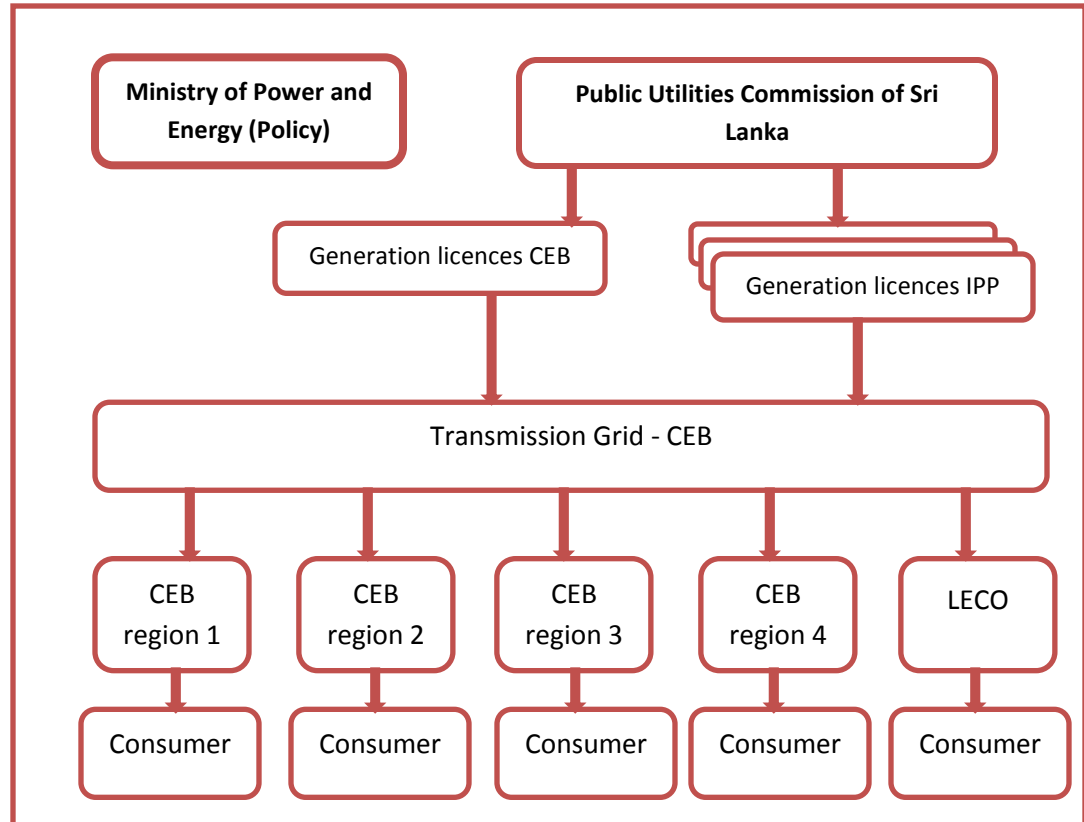 Ministry of Power and
Energy (Policy)
Public Utilities Commission of Sri
Lanka
Generation licences CEB
Generation licences IPP
Transmission Grid - CEB
CEB
region 1
CEB
region 2
CEB
region 3
CEB
region 4
LECO
Consumer
Consumer
Consumer
Consumer
Consumer